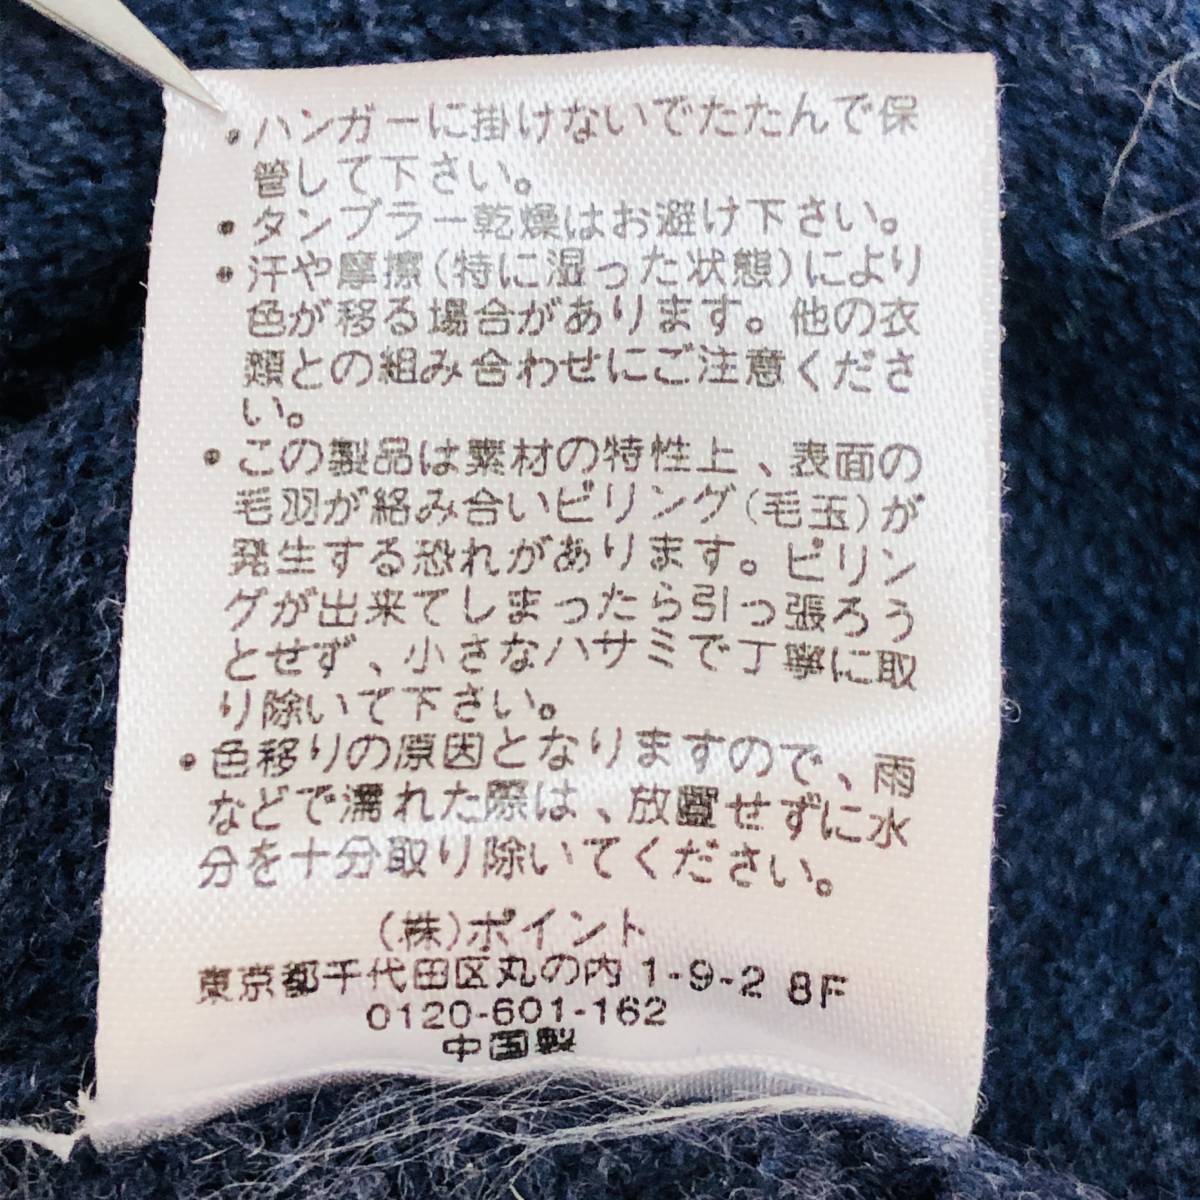 ・ハンガーに掛けないでたたんで保
管して下さい。
・タンブラー乾燥はお避け下さい。
・汗や摩擦(特に湿った状態)により
色が移る場合があります。他の衣
類との組み合わせにご注意くださ
い。
・この製品は素材の特性上、表面の
毛羽が絡み合いピリング(毛玉)が
発生する恐れがあります。ピリン
グが出来てしまったら引っ張ろう
とせず、小さなハサミで丁寧に取
り除いて下さい。
・色移りの原因となりますので、雨
などで濡れた際は、放置せずに水
分を十分取り除いてください。
(株)ポイント
東京都千代田区丸の内1-9-2 8F
0120-601-162
中国製